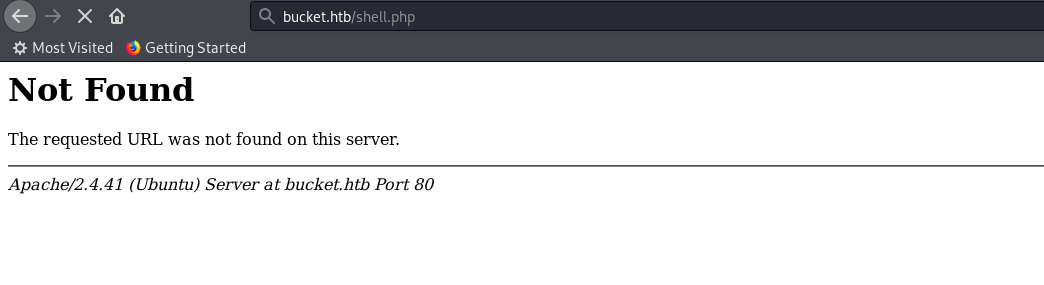 bucket.htb/shell.php
Most Visited Getting Started
Not Found
The requested URL was not found on this server.
Apache/2.4.41 (Ubuntu) Server at bucket.htb Port 80